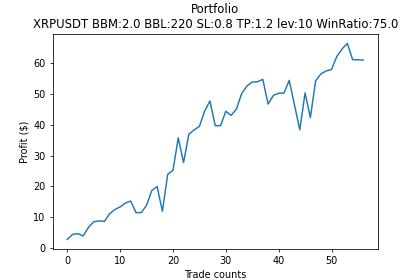 Portfolio
XRPUSDT BBM:2.0 BBL:220 SL:0.8 TP:1.2 lev:10 WinRatio:75.0
60
50
40
30
20
10
0
Profit ($)
0 10 20 30 40 50
Trade counts